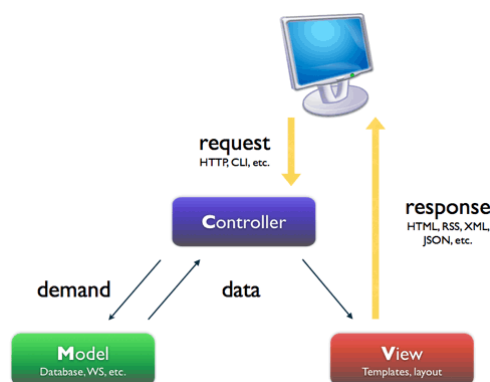 request
HTTP, CLI, etc.
Controller
response
HTML, RSS, XML,
JSON, etc.
demand
data
Model
Database, WS, etc.
View
Templates, layout